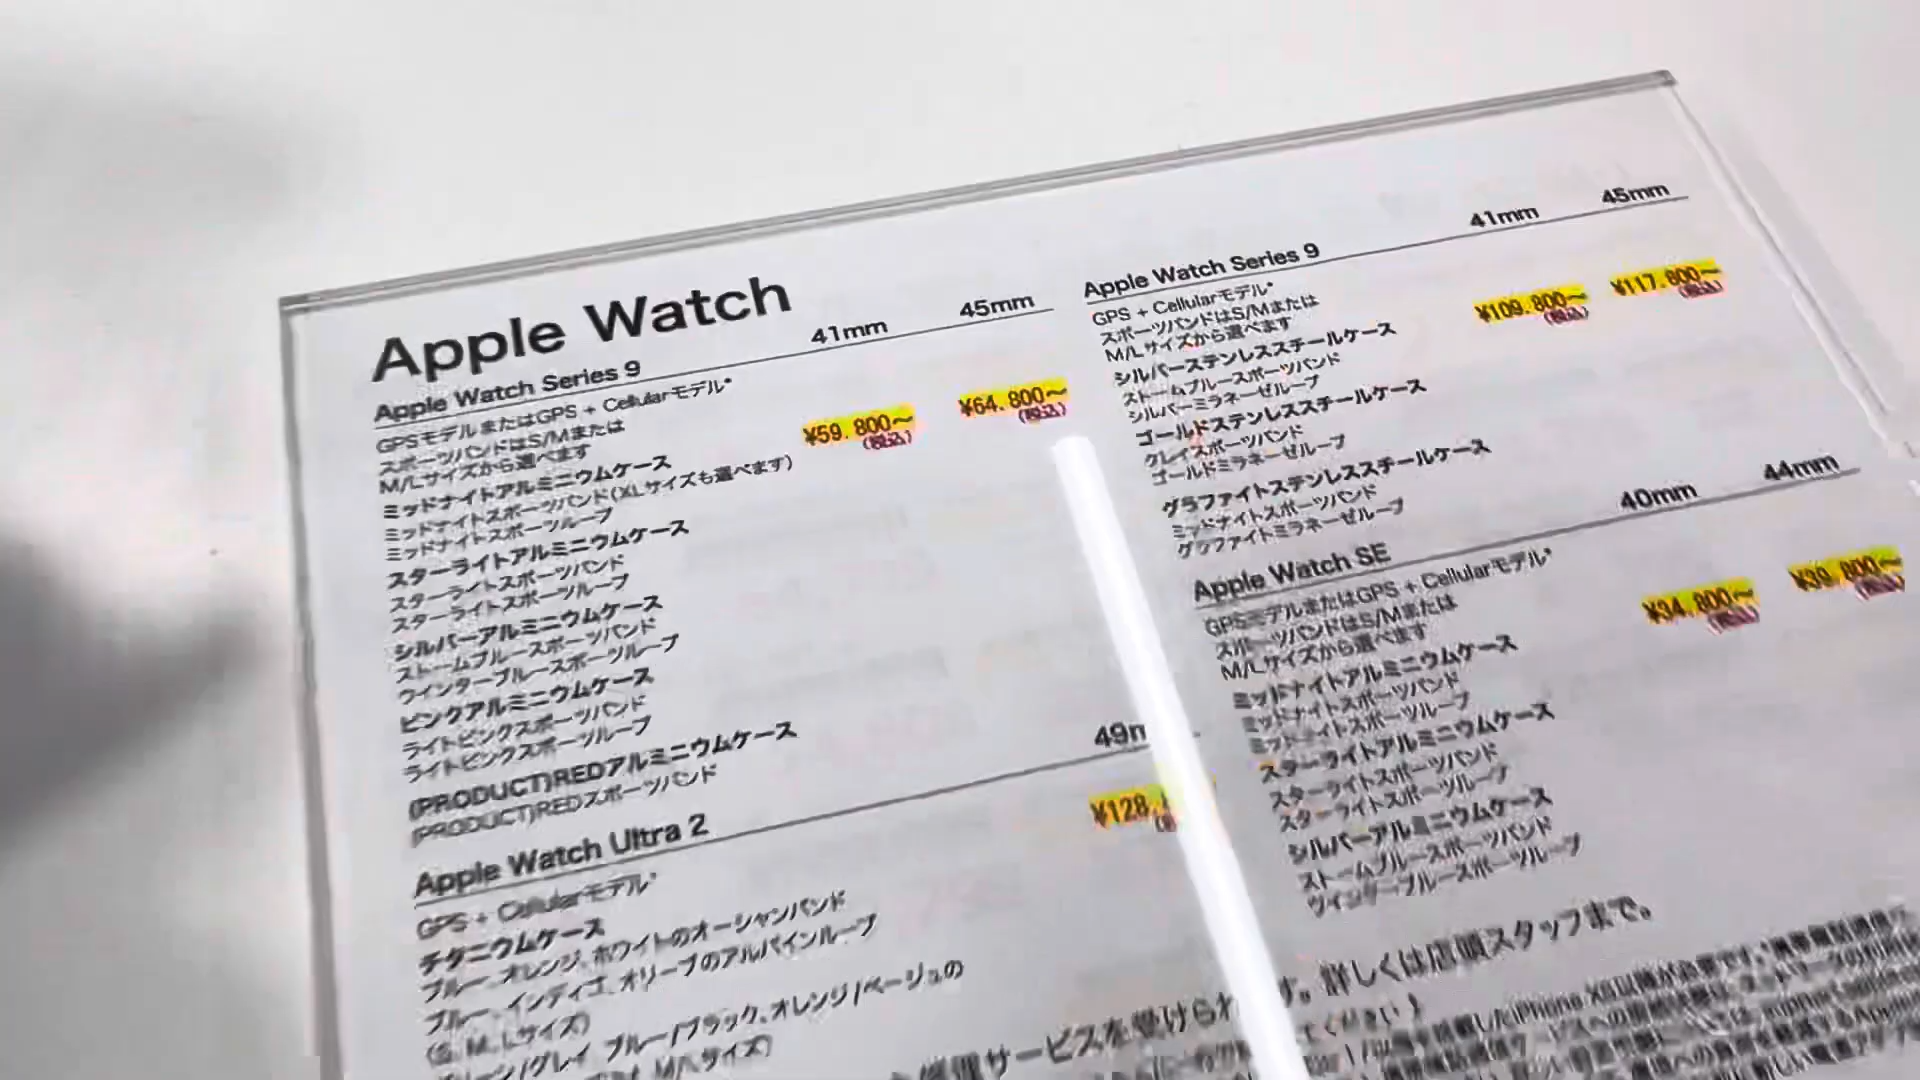 Apple Watch
Apple Watch Series 9 41mm 45mm
GPSモデルまたはGPS + Cellularモデル*
スポーツバンドはS/Mまたは
M/Lサイズから選べます
¥59.800〜 ¥64.800〜
(税込) (税込)
ミッドナイトアルミニウムケース
ミッドナイトスポーツバンド(XLサイズも選べます)
ミッドナイトスポーツループ
スターライトアルミニウムケース
スターライトスポーツバンド
スターライトスポーツループ
シルバーアルミニウムケース
ストームブルースポーツバンド
ウインターブルースポーツループ
ピンクアルミニウムケース
ライトピンクスポーツバンド
ライトピンクスポーツループ
(PRODUCT)REDアルミニウムケース
(PRODUCT)REDスポーツバンド
Apple Watch Ultra 2 49m
GPS + Cellularモデル*
¥128.
チタニウムケース
ブルー、オレンジ、ホワイトのオーシャンバンド
ブルー、インディゴ、オリーブのアルパインループ
(S、M、Lサイズ)
グレイ、ブルー/ブラック、オレンジ/ベージュの
Apple Watch Series 9 41mm 45mm
GPS + Cellularモデル*
スポーツバンドはS/Mまたは
M/Lサイズから選べます
¥109.800〜 ¥117.800〜
(税込) (税込)
シルバーステンレススチールケース
ストームブルースポーツバンド
シルバーミラネーゼループ
ゴールドステンレススチールケース
クレイスポーツバンド
ゴールドミラネーゼループ
グラファイトステンレススチールケース
ミッドナイトスポーツバンド
グラファイトミラネーゼループ
Apple Watch SE 40mm 44mm
GPSモデルまたはGPS + Cellularモデル*
スポーツバンドはS/Mまたは
M/Lサイズから選べます
¥34.800〜 ¥39.800〜
(税込) (税込)
ミッドナイトアルミニウムケース
ミッドナイトスポーツバンド
ミッドナイトスポーツループ
スターライトアルミニウムケース
スターライトスポーツバンド
スターライトスポーツループ
シルバーアルミニウムケース
ストームブルースポーツバンド
ウインターブルースポーツループ
サービスを受けられ す。詳しくは店頭スタッフまで。